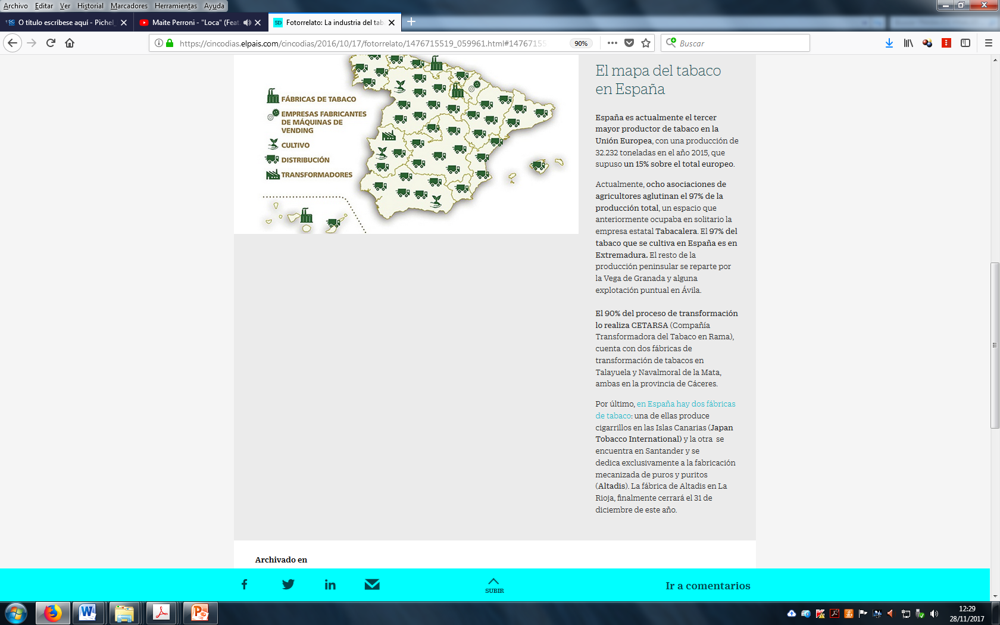 Archivo Editar Ver Historial Marcadores Herramientas Ayuda
O título escríbese aquí - Pichel_
Maite Perroni - "Loca" (Feat.
SD Fotorrelato: La industria del tab
https://cincodias.elpais.com/cincodias/2016/10/17/fotorrelato/1476715519_059961.html#1476715
90%
Buscar
FÁBRICAS DE TABACO
EMPRESAS FABRICANTES
DE MÁQUINAS DE
VENDING
CULTIVO
DISTRIBUCIÓN
TRANSFORMADORES
El mapa del tabaco
en España
España es actualmente el tercer
mayor productor de tabaco en la
Unión Europea, con una producción de
32.232 toneladas en el año 2015, que
supuso un 15% sobre el total europeo.
Actualmente, ocho asociaciones de
agricultores aglutinan el 97% de la
producción total, un espacio que
anteriormente ocupaba en solitario la
empresa estatal Tabacalera. El 97% del
tabaco que se cultiva en España es en
Extremadura. El resto de la
producción peninsular se reparte por
la Vega de Granada y alguna
explotación puntual en Ávila.
El 90% del proceso de transformación
lo realiza CETARSA (Compañía
Transformadora del Tabaco en Rama),
cuenta con dos fábricas de
transformación de tabacos en
Talayuela y Navalmoral de la Mata,
ambas en la provincia de Cáceres.
Por último, en España hay dos fábricas
de tabaco: una de ellas produce
cigarrillos en las Islas Canarias (Japan
Tobacco International) y la otra se
encuentra en Santander y se
dedica exclusivamente a la fabricación
mecanizada de puros y puritos
(Altadis). La fábrica de Altadis en La
Rioja, finalmente cerrará el 31 de
diciembre de este año.
Archivado en
SUBIR
Ir a comentarios
12:29
28/11/2017